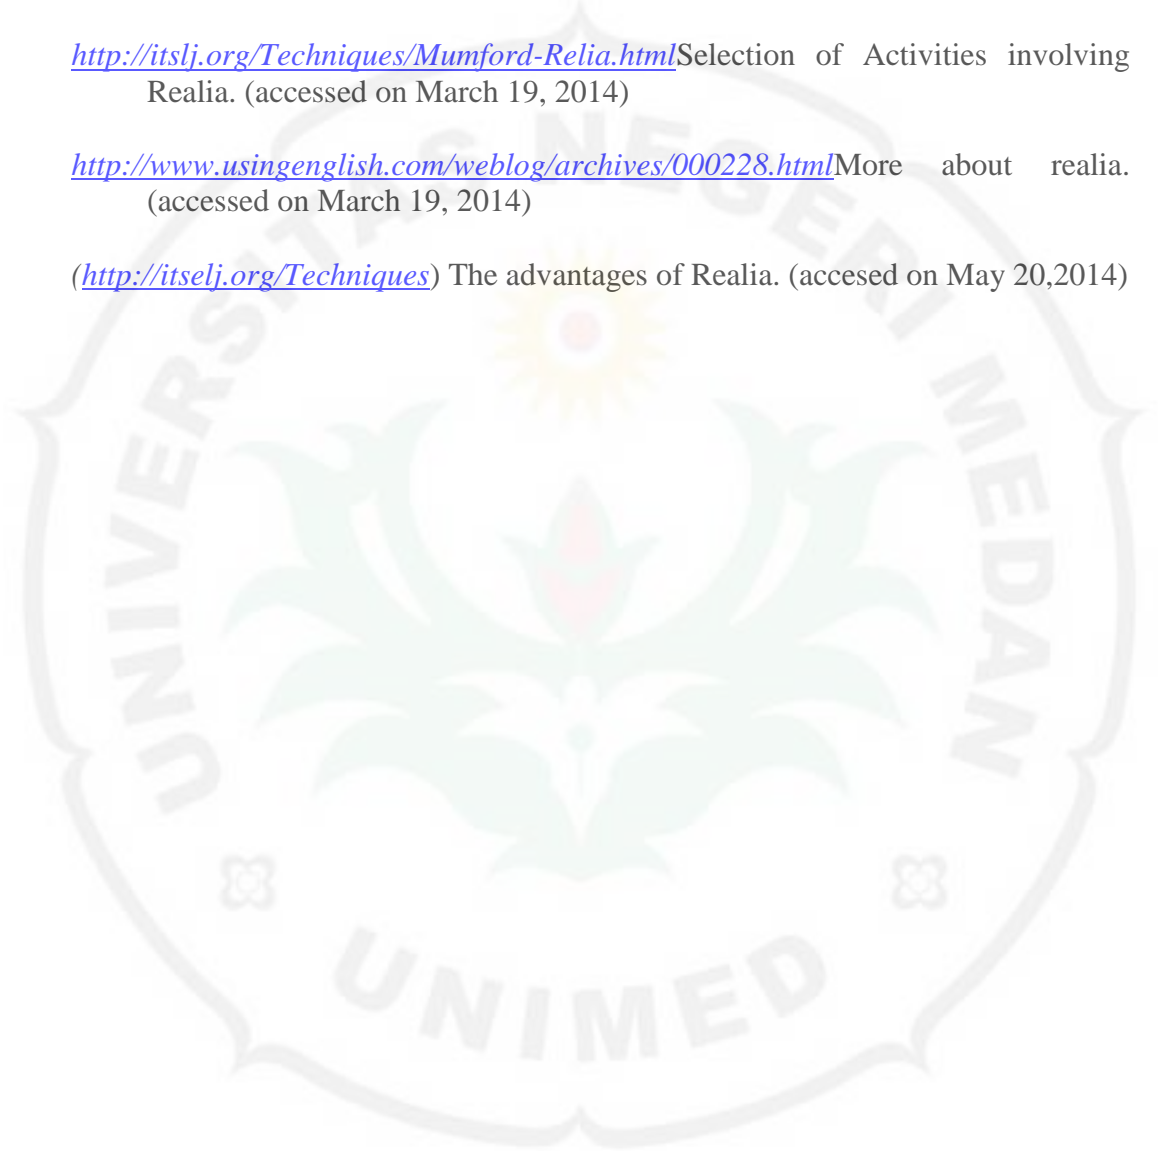 http://itslj.org/Techniques/Mumford-Relia.htmlSelection of Activities involving
Realia. (accessed on March 19, 2014)
http://www.usingenglish.com/weblog/archives/000228.htmlMore about realia.
(accessed on March 19, 2014)
(http://itselj.org/Techniques) The advantages of Realia. (accesed on May 20,2014)
UNIVERSITAS NEGERI MEDAN
UNIMED